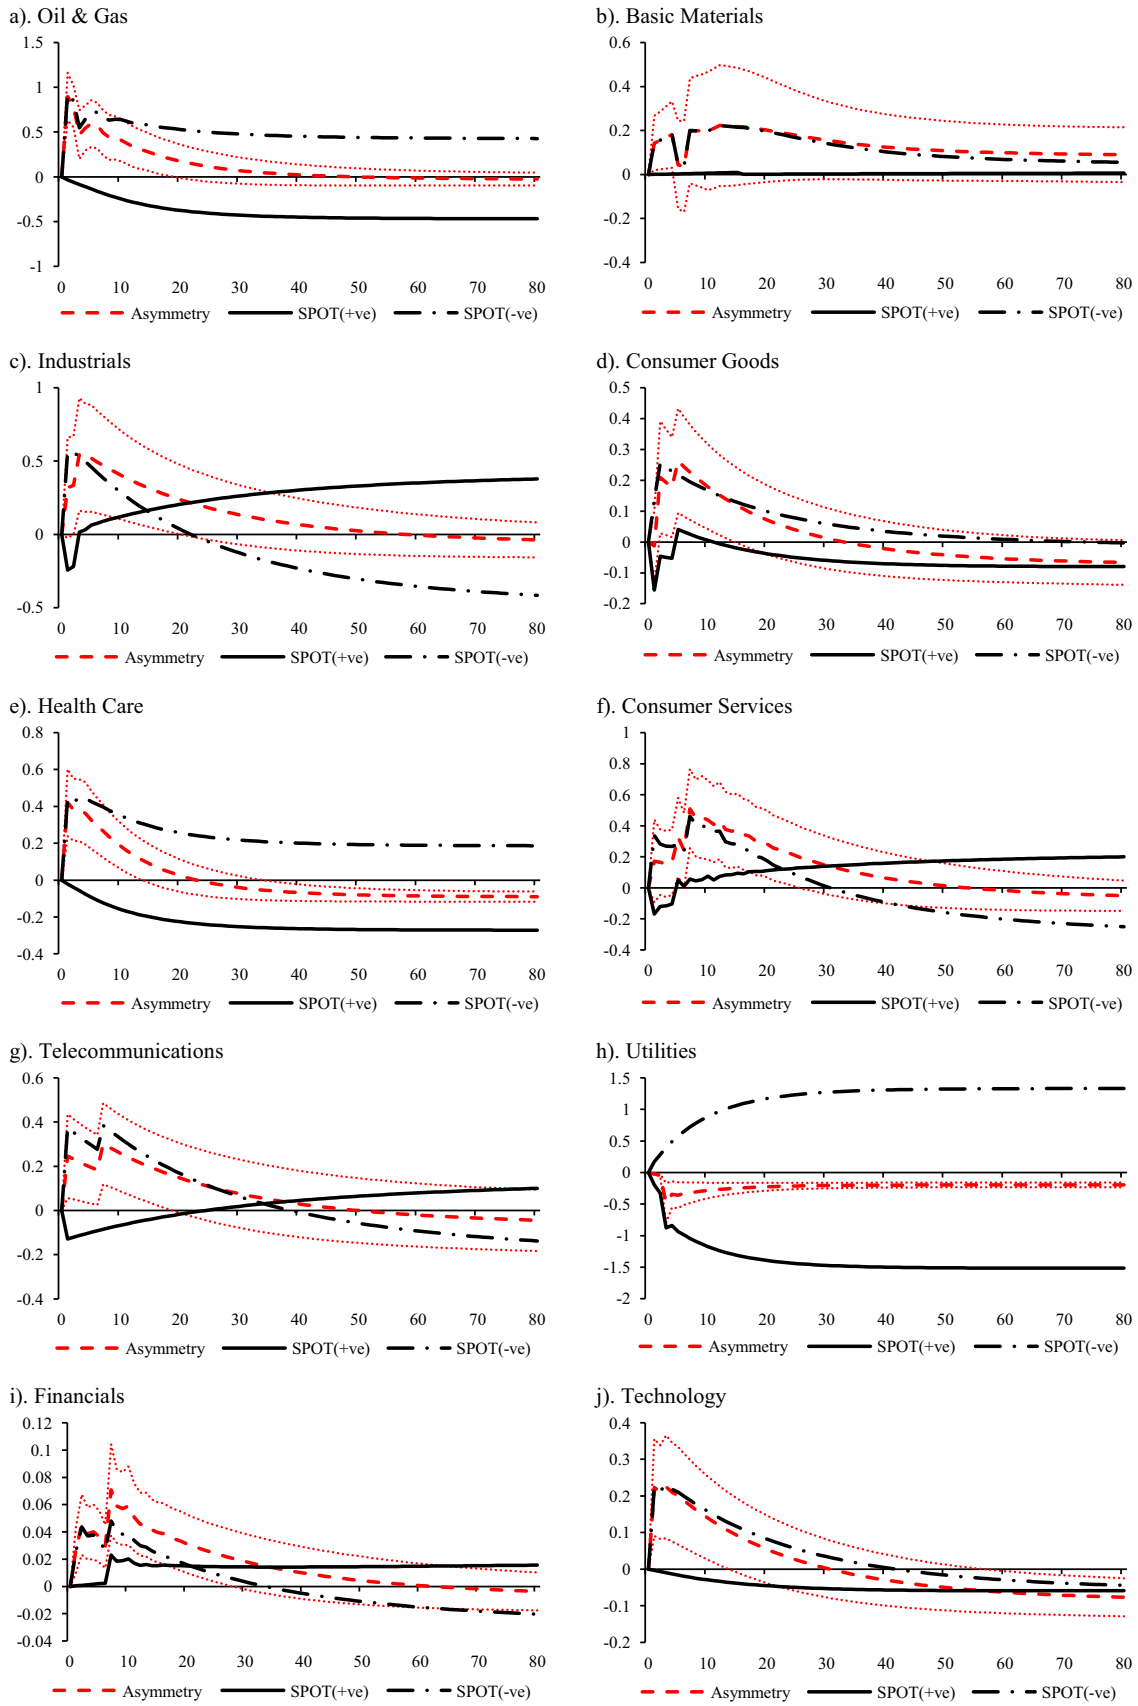 a). Oil & Gas
1.5
1
0.5
0
-0.5
-1
0 10 20 30 40 50 60 70 80
Asymmetry SPOT(+ve) SPOT(-ve)
b). Basic Materials
0.6
0.4
0.2
0
-0.2
-0.4
0 10 20 30 40 50 60 70 80
Asymmetry SPOT(+ve) SPOT(-ve)
c). Industrials
1
0.5
0
-0.5
0 10 20 30 40 50 60 70 80
Asymmetry SPOT(+ve) SPOT(-ve)
d). Consumer Goods
0.5
0.4
0.3
0.2
0.1
0
-0.1
-0.2
0 10 20 30 40 50 60 70 80
Asymmetry SPOT(+ve) SPOT(-ve)
e). Health Care
0.8
0.6
0.4
0.2
0
-0.2
-0.4
0 10 20 30 40 50 60 70 80
Asymmetry SPOT(+ve) SPOT(-ve)
f). Consumer Services
1
0.8
0.6
0.4
0.2
0
-0.2
-0.4
0 10 20 30 40 50 60 70 80
Asymmetry SPOT(+ve) SPOT(-ve)
g). Telecommunications
0.6
0.4
0.2
0
-0.2
-0.4
0 10 20 30 40 50 60 70 80
Asymmetry SPOT(+ve) SPOT(-ve)
h). Utilities
1.5
1
0.5
0
-0.5
-1
-1.5
-2
0 10 20 30 40 50 60 70 80
Asymmetry SPOT(+ve) SPOT(-ve)
i). Financials
0.12
0.1
0.08
0.06
0.04
0.02
0
-0.02
-0.04
0 10 20 30 40 50 60 70 80
Asymmetry SPOT(+ve) SPOT(-ve)
j). Technology
0.4
0.3
0.2
0.1
0
-0.1
-0.2
0 10 20 30 40 50 60 70 80
Asymmetry SPOT(+ve) SPOT(-ve)